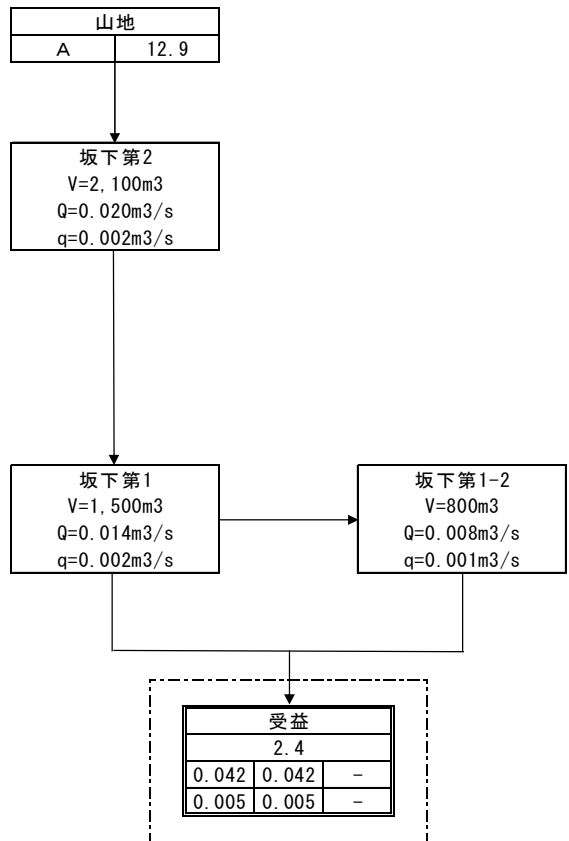 山地
A 12.9
坂下第2
V=2,100m3
Q=0.020m3/s
q=0.002m3/s
坂下第1
V=1,500m3
Q=0.014m3/s
q=0.002m3/s
坂下第1-2
V=800m3
Q=0.008m3/s
q=0.001m3/s
受益
2.4
0.042 0.042 -
0.005 0.005 -